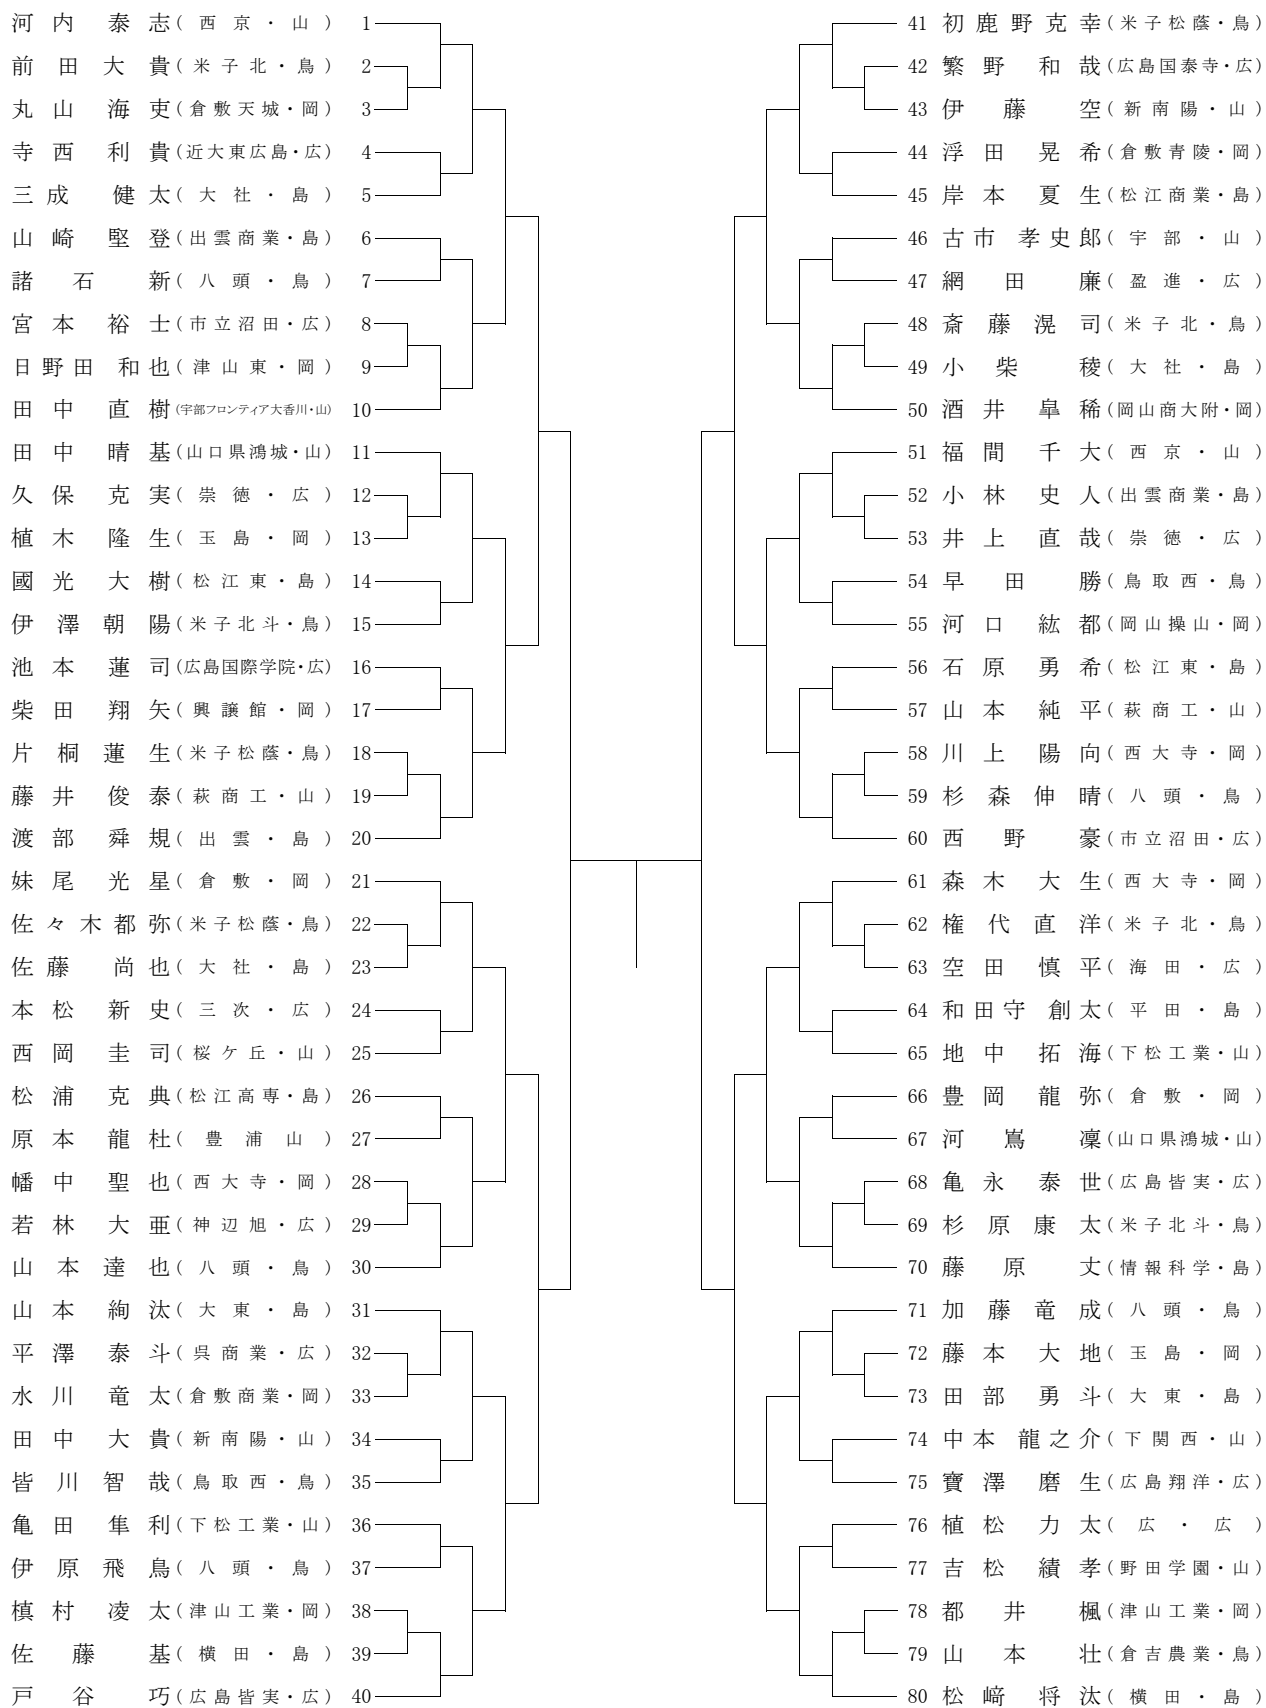 河内泰志(西京・山) 1
前田大貴(米子北・鳥) 2
丸山海吏(倉敷天城・岡) 3
寺西利貴(近大東広島・広) 4
三成健太(大社・島) 5
山崎堅登(出雲商業・島) 6
諸石新(八頭・鳥) 7
宮本裕士(市立沼田・広) 8
日野田和也(津山東・岡) 9
田中直樹(宇部フロンティア大香川・山) 10
田中晴基(山口県鴻城・山) 11
久保克実(崇徳・広) 12
植木隆生(玉島・岡) 13
國光大樹(松江東・島) 14
伊澤朝陽(米子北斗・鳥) 15
池本蓮司(広島国際学院・広) 16
柴田翔矢(興譲館・岡) 17
片桐蓮生(米子松蔭・鳥) 18
藤井俊泰(萩商工・山) 19
渡部舜規(出雲・島) 20
妹尾光星(倉敷・岡) 21
佐々木都弥(米子松蔭・鳥) 22
佐藤尚也(大社・島) 23
本松新史(三次・広) 24
西岡圭司(桜ケ丘・山) 25
松浦克典(松江高専・島) 26
原本龍杜(豊浦山) 27
幡中聖也(西大寺・岡) 28
若林大亜(神辺旭・広) 29
山本達也(八頭・鳥) 30
山本絢汰(大東・島) 31
平澤泰斗(呉商業・広) 32
水川竜太(倉敷商業・岡) 33
田中大貴(新南陽・山) 34
皆川智哉(鳥取西・鳥) 35
亀田隼利(下松工業・山) 36
伊原飛鳥(八頭・鳥) 37
槙村凌太(津山工業・岡) 38
佐藤基(横田・島) 39
戸谷巧(広島皆実・広) 40
41 初鹿野克幸(米子松蔭・鳥)
42 繁野和哉(広島国泰寺・広)
43 伊藤空(新南陽・山)
44 浮田晃希(倉敷青陵・岡)
45 岸本夏生(松江商業・島)
46 古市孝史郎(宇部・山)
47 網田廉(盈進・広)
48 斎藤滉司(米子北・鳥)
49 小柴稜(大社・島)
50 酒井皐稀(岡山商大附・岡)
51 福間千大(西京・山)
52 小林史人(出雲商業・島)
53 井上直哉(崇徳・広)
54 早田勝(鳥取西・鳥)
55 河口紘都(岡山操山・岡)
56 石原勇希(松江東・島)
57 山本純平(萩商工・山)
58 川上陽向(西大寺・岡)
59 杉森伸晴(八頭・鳥)
60 西野豪(市立沼田・広)
61 森木大生(西大寺・岡)
62 権代直洋(米子北・鳥)
63 空田慎平(海田・広)
64 和田守創太(平田・島)
65 地中拓海(下松工業・山)
66 豊岡龍弥(倉敷・岡)
67 河嶌凜(山口県鴻城・山)
68 亀永泰世(広島皆実・広)
69 杉原康太(米子北斗・鳥)
70 藤原丈(情報科学・島)
71 加藤竜成(八頭・鳥)
72 藤本大地(玉島・岡)
73 田部勇斗(大東・島)
74 中本龍之介(下関西・山)
75 寶澤磨生(広島翔洋・広)
76 植松力太(広・広)
77 吉松績孝(野田学園・山)
78 都井楓(津山工業・岡)
79 山本壮(倉吉農業・鳥)
80 松﨑将汰(横田・島)